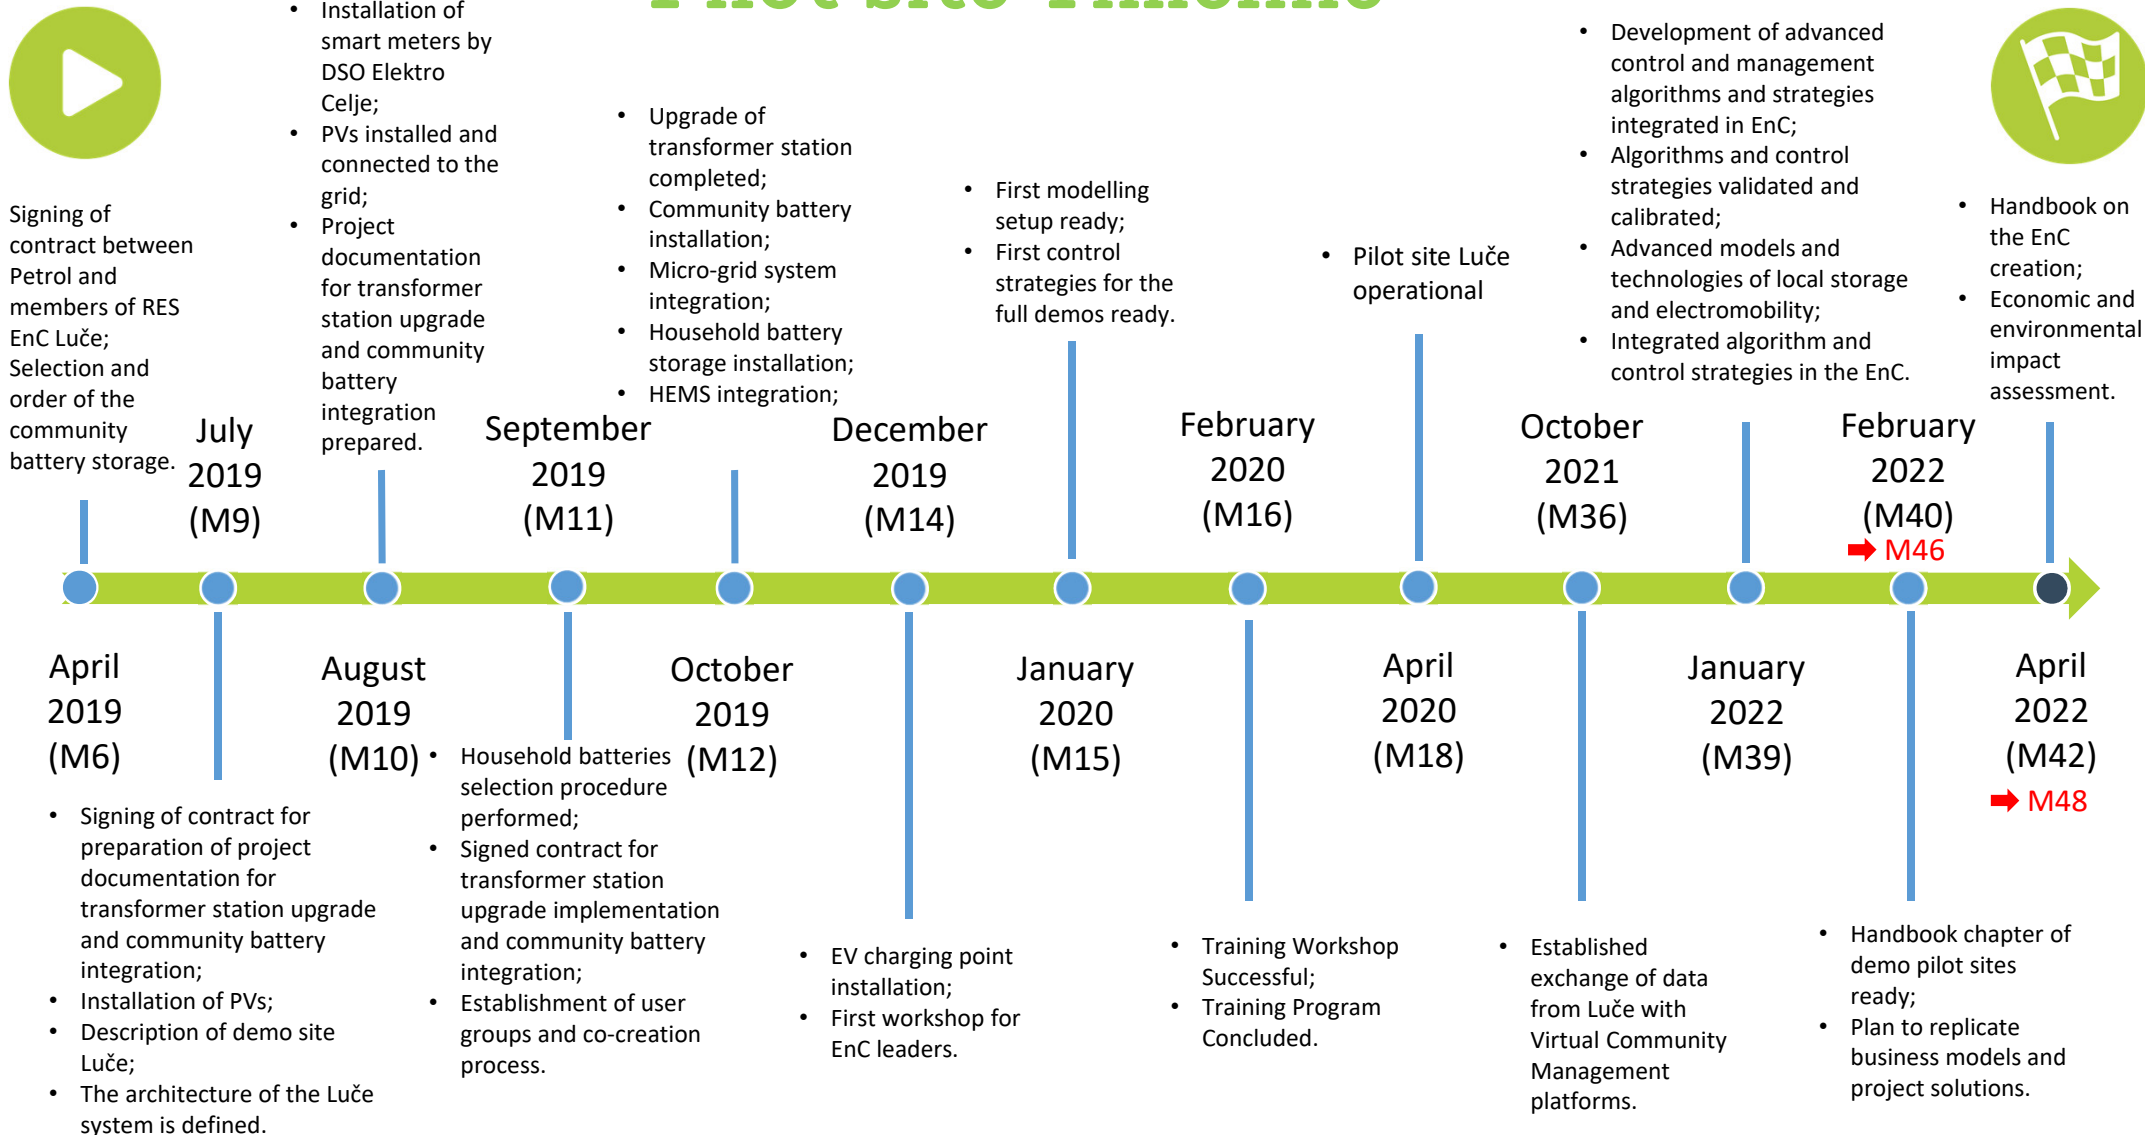 Pilot site Timeline
Signing of
contract between
Petrol and
members of RES
EnC Luče;
Selection and
order of the
community
battery storage.
April
2019
(M6)
July
2019
(M9)
• Signing of contract for
preparation of project
documentation for
transformer station upgrade
and community battery
integration;
• Installation of PVs;
• Description of demo site
Luče;
• The architecture of the Luče
system is defined.
• Installation of
smart meters by
DSO Elektro
Celje;
• PVs installed and
connected to the
grid;
• Project
documentation
for transformer
station upgrade
and community
battery
integration
prepared.
August
2019
(M10)
September
2019
(M11)
• Household batteries
selection procedure
performed;
• Signed contract for
transformer station
upgrade implementation
and community battery
integration;
• Establishment of user
groups and co-creation
process.
• Upgrade of
transformer station
completed;
• Community battery
installation;
• Micro-grid system
integration;
• Household battery
storage installation;
• HEMS integration;
October
2019
(M12)
December
2019
(M14)
• EV charging point
installation;
• First workshop for
EnC leaders.
• First modelling
setup ready;
• First control
strategies for the
full demos ready.
January
2020
(M15)
February
2020
(M16)
• Training Workshop
Successful;
• Training Program
Concluded.
• Pilot site Luče
operational
April
2020
(M18)
October
2021
(M36)
• Established
exchange of data
from Luče with
Virtual Community
Management
platforms.
• Development of advanced
control and management
algorithms and strategies
integrated in EnC;
• Algorithms and control
strategies validated and
calibrated;
• Advanced models and
technologies of local storage
and electromobility;
• Integrated algorithm and
control strategies in the EnC.
January
2022
(M39)
February
2022
(M40)
➡ M46
• Handbook chapter of
demo pilot sites
ready;
• Plan to replicate
business models and
project solutions.
• Handbook on
the EnC
creation;
• Economic and
environmental
impact
assessment.
April
2022
(M42)
➡ M48